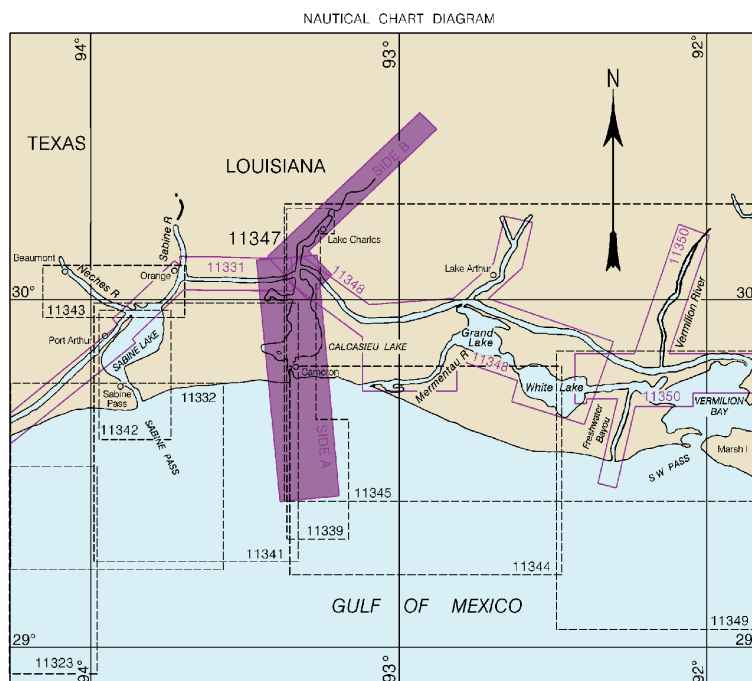 NAUTICAL CHART DIAGRAM
94°
93°
92°
TEXAS
LOUISIANA
N
SIDE B
Sabine R
11347
Lake Charles
11350
Beaumont
Neches R
Orange
11331
11348
Lake Arthur
Vermilion River
30°
30°
11343
Port Arthur
SABINE LAKE
CALCASIEU LAKE
Grand
Lake
Cameron
Mermentau R
11348
White Lake
Sabine
Pass
11332
11350
VERMILION
BAY
11342
SABINE PASS
SIDE A
Freshwater
Bayou
S W PASS
Marsh I
11345
11339
11341
11344
GULF OF MEXICO
11349
29°
29°
11323
94°
93°
92°